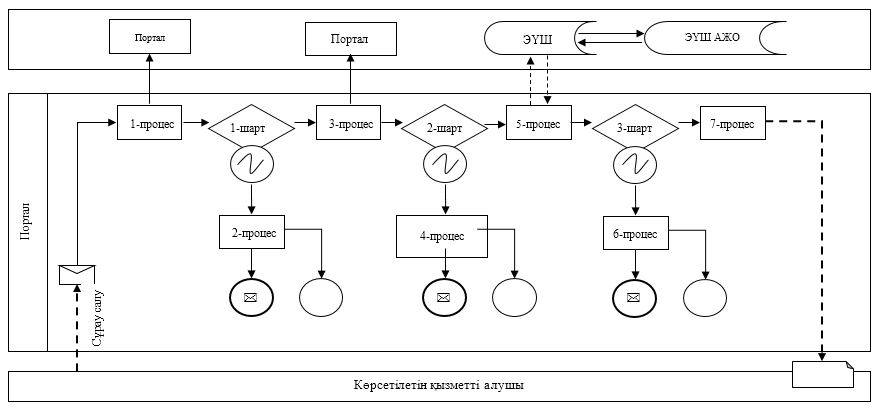 Портал
Портал
ЭҮШ
ЭҮШ АЖО
1-процес
1-шарт
3-процес
2-шарт
5-процес
3-шарт
7-процес
Портал
2-процес
4-процес
6-процес
Сұрау салу
Көрсетілетін қызметті алушы